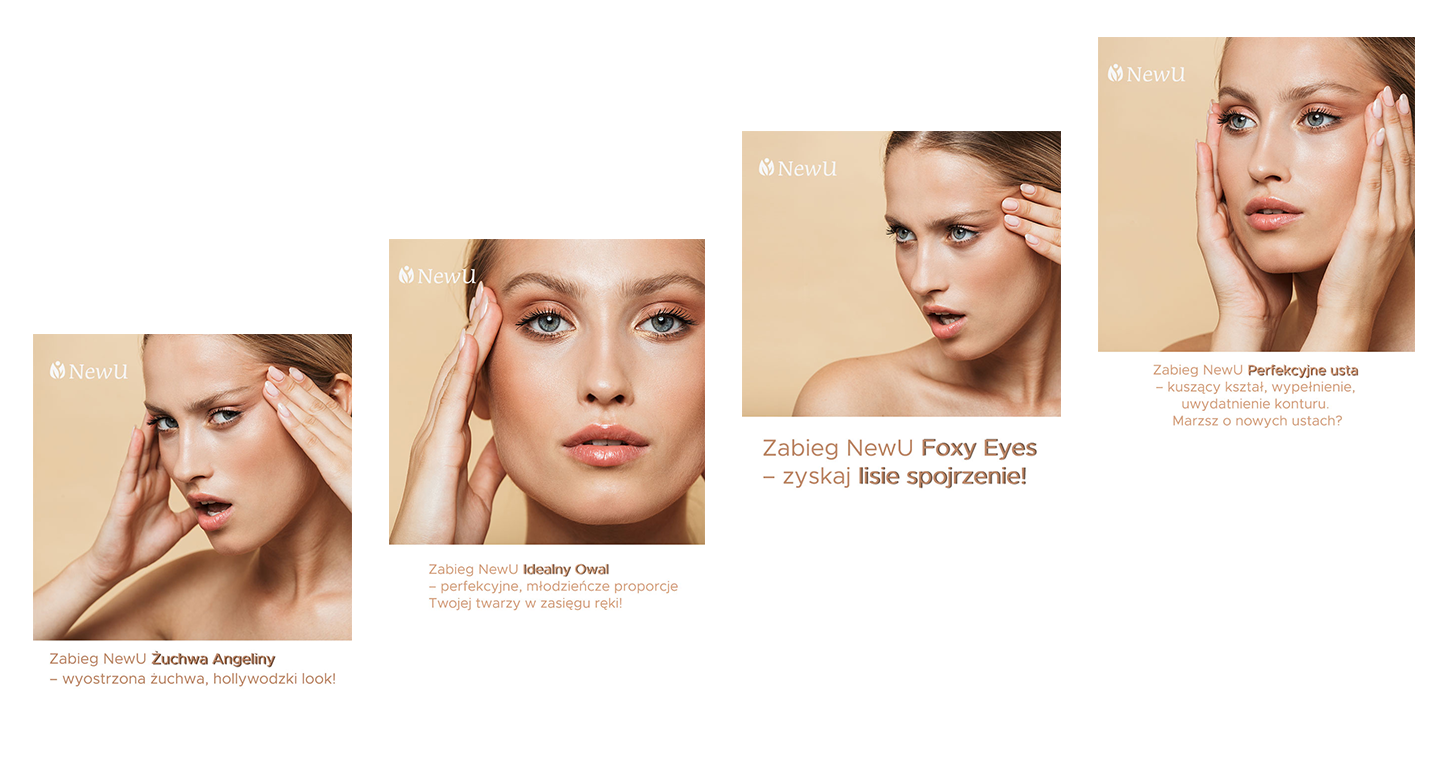 NewU
Zabieg NewU Żuchwa Angeliny
– wyostrzona żuchwa, hollywodzki look!
NewU
Zabieg NewU Idealny Owal
– perfekcyjne, młodzieńcze proporcje
Twojej twarzy w zasięgu ręki!
NewU
Zabieg NewU Foxy Eyes
– zyskaj lisie spojrzenie!
NewU
Zabieg NewU Perfekcyjne usta
– kuszący kształ, wypełnienie,
uwydatnienie konturu.
Marzsz o nowych ustach?